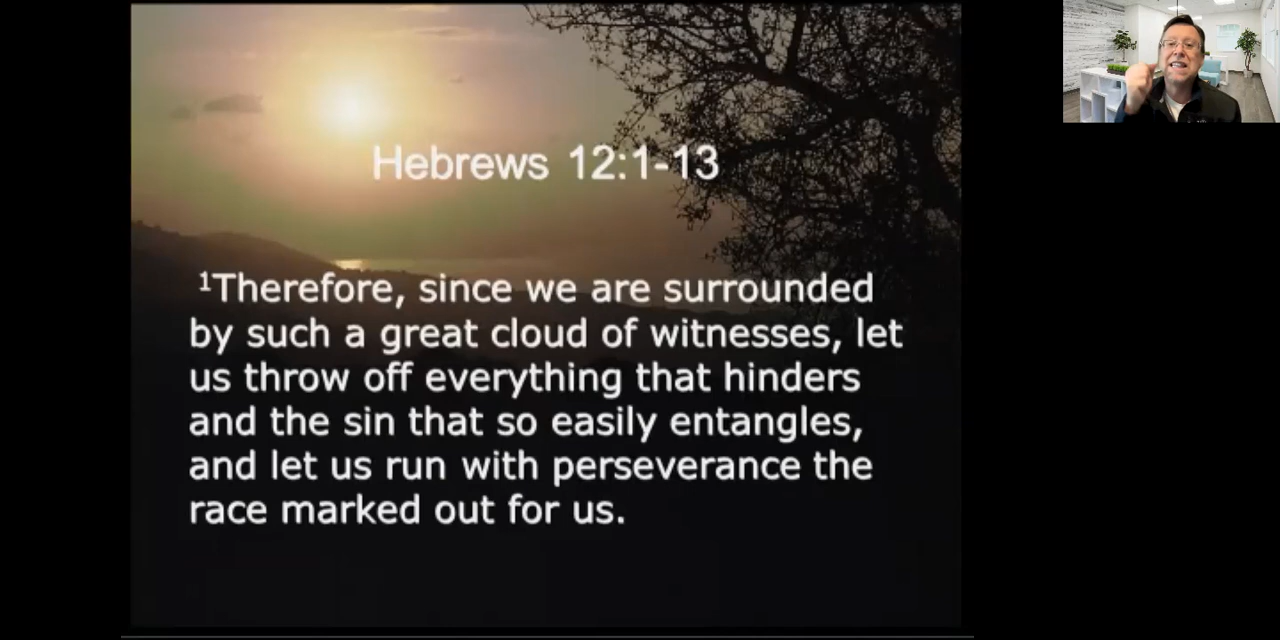 Hebrews 12:1-13
¹Therefore, since we are surrounded
by such a great cloud of witnesses, let
us throw off everything that hinders
and the sin that so easily entangles,
and let us run with perseverance the
race marked out for us.